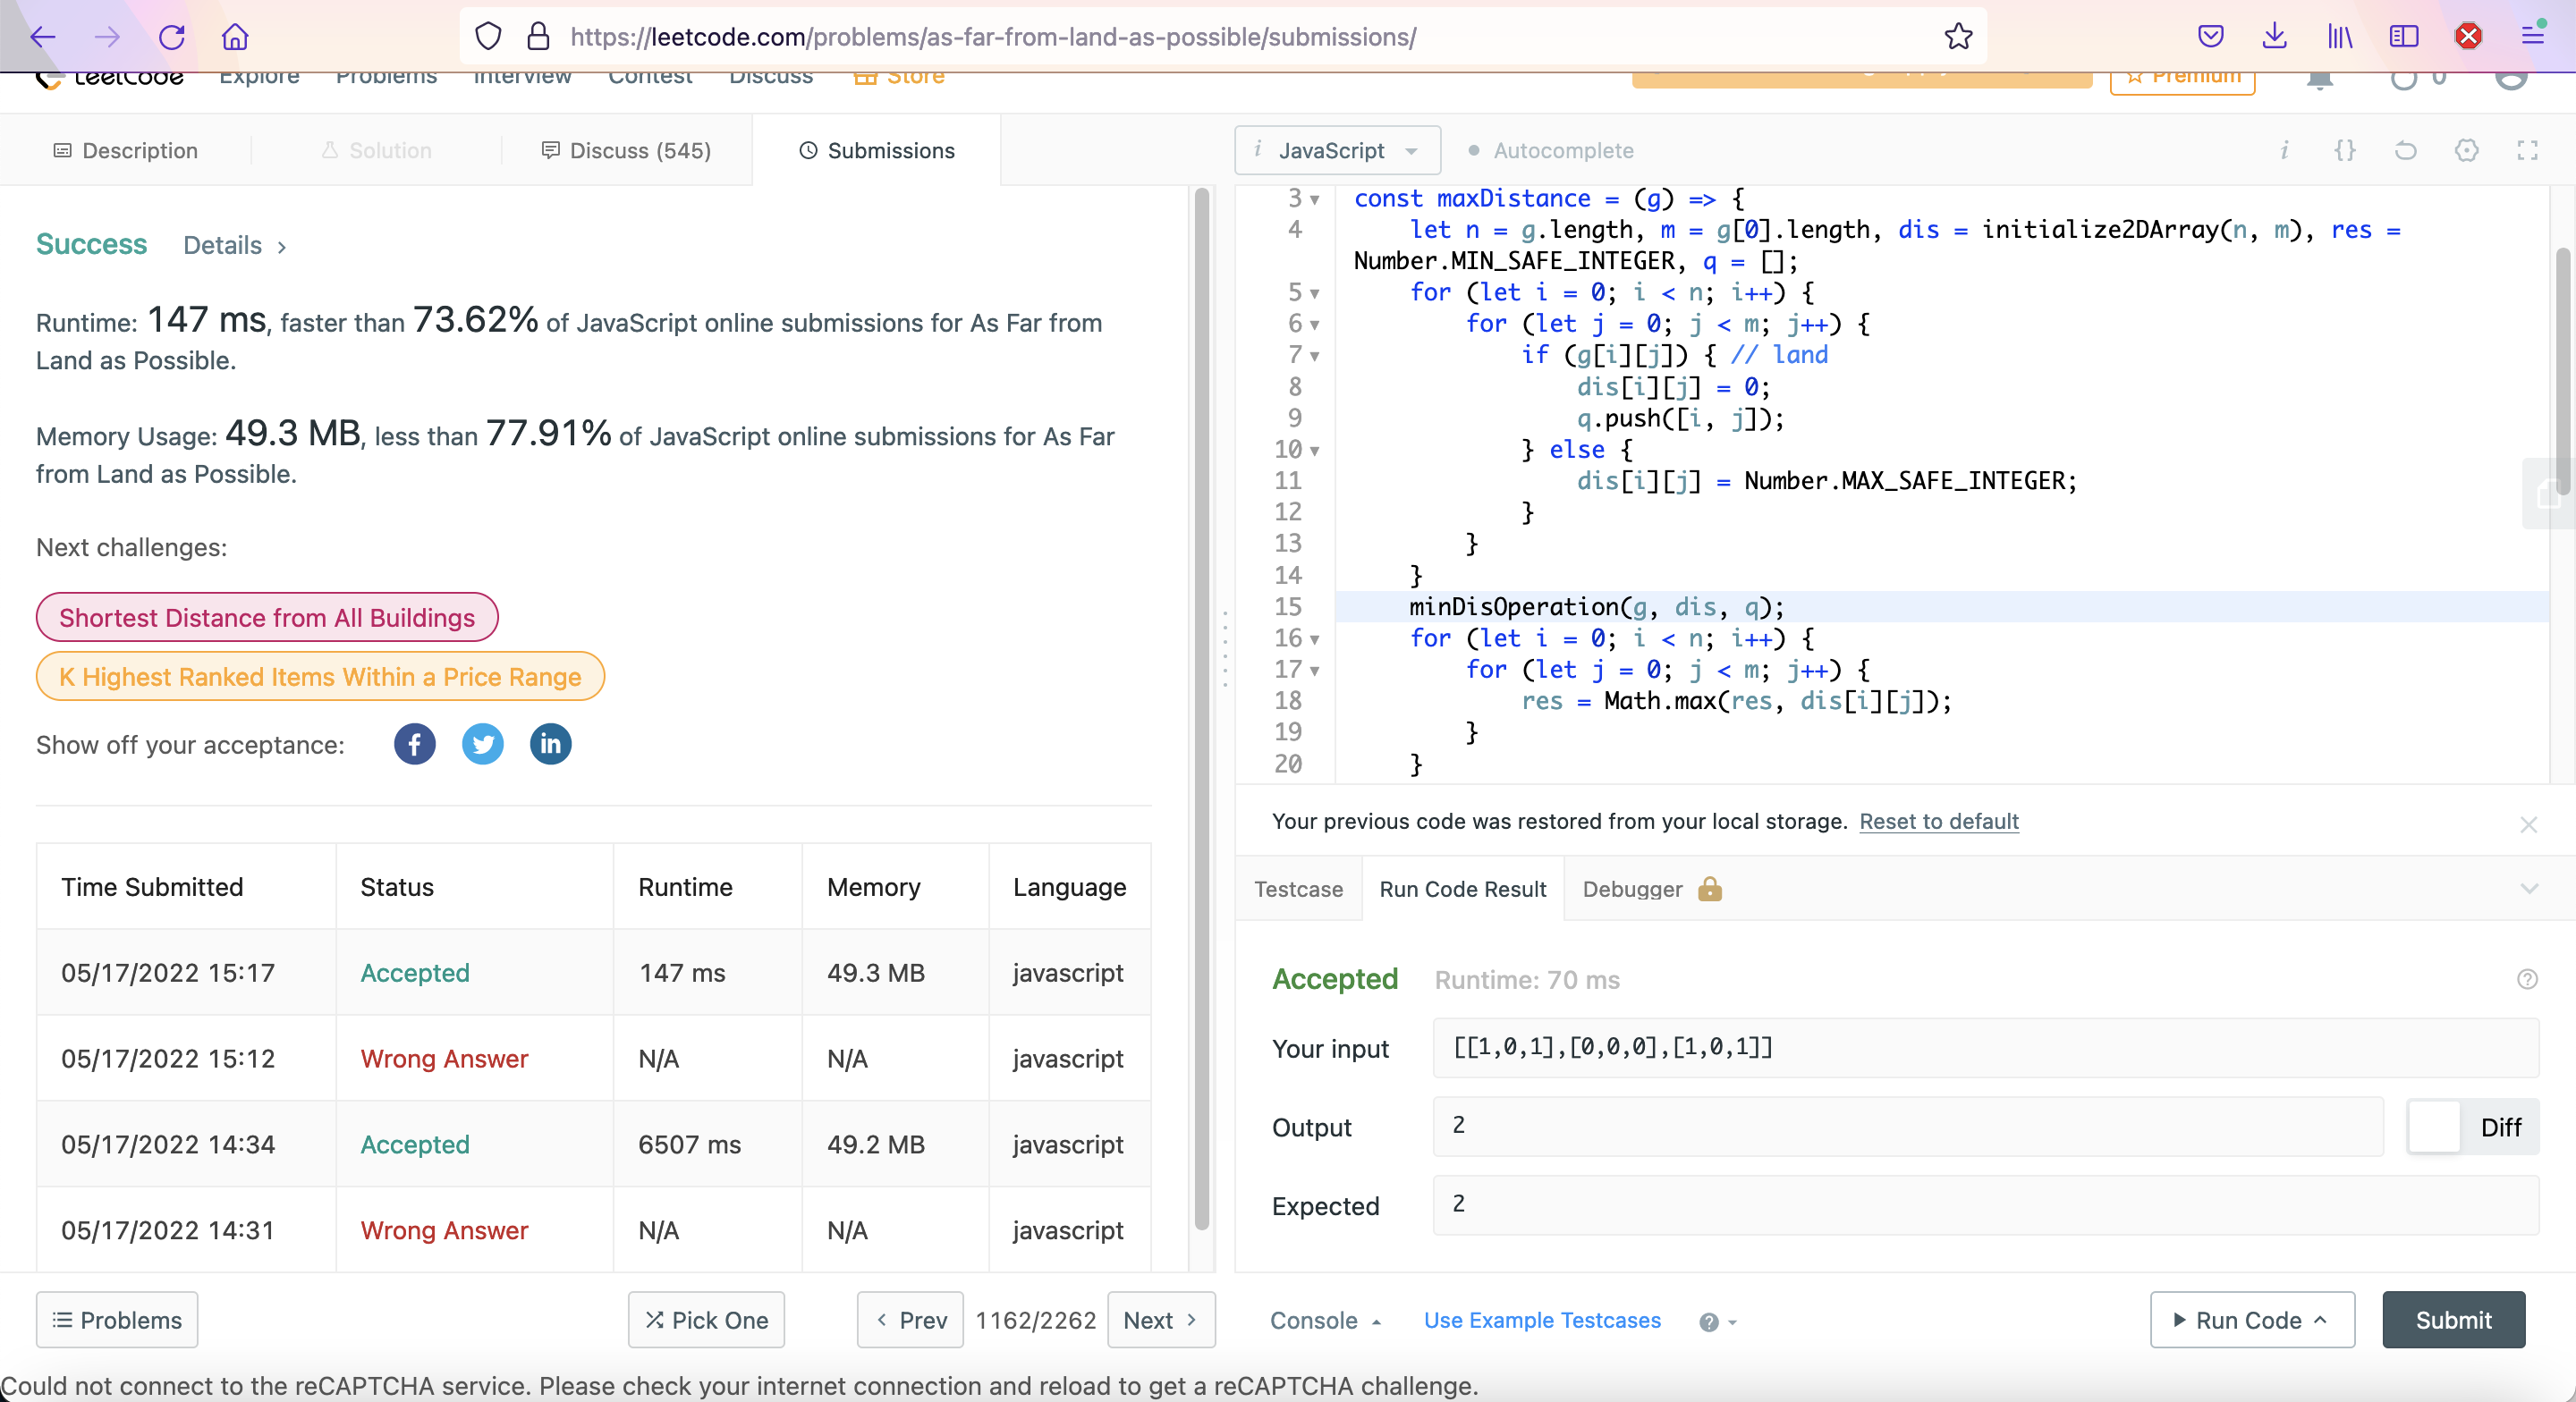 https://leetcode.com/problems/as-far-from-land-as-possible/submissions/
LeetCode Explore Problems Interview Contest Discuss Store Premium 0
Description Solution Discuss (545) Submissions
i JavaScript Autocomplete i {}
Success Details >
Runtime: 147 ms, faster than 73.62% of JavaScript online submissions for As Far from
Land as Possible.
Memory Usage: 49.3 MB, less than 77.91% of JavaScript online submissions for As Far
from Land as Possible.
Next challenges:
Shortest Distance from All Buildings
K Highest Ranked Items Within a Price Range
Show off your acceptance: f in
Time Submitted Status Runtime Memory Language
05/17/2022 15:17 Accepted 147 ms 49.3 MB javascript
05/17/2022 15:12 Wrong Answer N/A N/A javascript
05/17/2022 14:34 Accepted 6507 ms 49.2 MB javascript
05/17/2022 14:31 Wrong Answer N/A N/A javascript
3 const maxDistance = (g) => {
4 let n = g.length, m = g[0].length, dis = initialize2DArray(n, m), res =
Number.MIN_SAFE_INTEGER, q = [];
5 for (let i = 0; i < n; i++) {
6 for (let j = 0; j < m; j++) {
7 if (g[i][j]) { // land
8 dis[i][j] = 0;
9 q.push([i, j]);
10 } else {
11 dis[i][j] = Number.MAX_SAFE_INTEGER;
12 }
13 }
14 }
15 minDisOperation(g, dis, q);
16 for (let i = 0; i < n; i++) {
17 for (let j = 0; j < m; j++) {
18 res = Math.max(res, dis[i][j]);
19 }
20 }
Your previous code was restored from your local storage. Reset to default
Testcase Run Code Result Debugger
Accepted Runtime: 70 ms
Your input [[1,0,1],[0,0,0],[1,0,1]]
Output 2 Diff
Expected 2
Problems Pick One < Prev 1162/2262 Next >
Console Use Example Testcases ? Run Code Submit
Could not connect to the reCAPTCHA service. Please check your internet connection and reload to get a reCAPTCHA challenge.